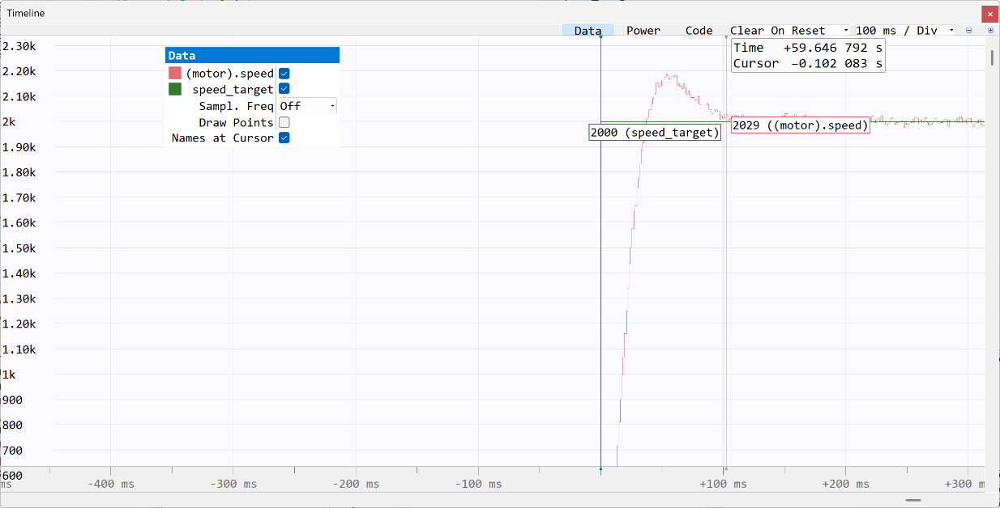 Timeline
Data Power Code Clear On Reset 100 ms / Div
Time +59.646 792 s
Cursor −0.102 083 s
Data
(motor).speed
speed_target
Sampl. Freq Off
Draw Points
Names at Cursor
2.30k
2.20k
2.10k
2k
1.90k
1.80k
1.70k
1.60k
1.50k
1.40k
1.30k
1.20k
1.10k
1k
900
800
700
600
2000 (speed_target)
2029 ((motor).speed)
ms -400 ms -300 ms -200 ms -100 ms +100 ms +200 ms +300 m